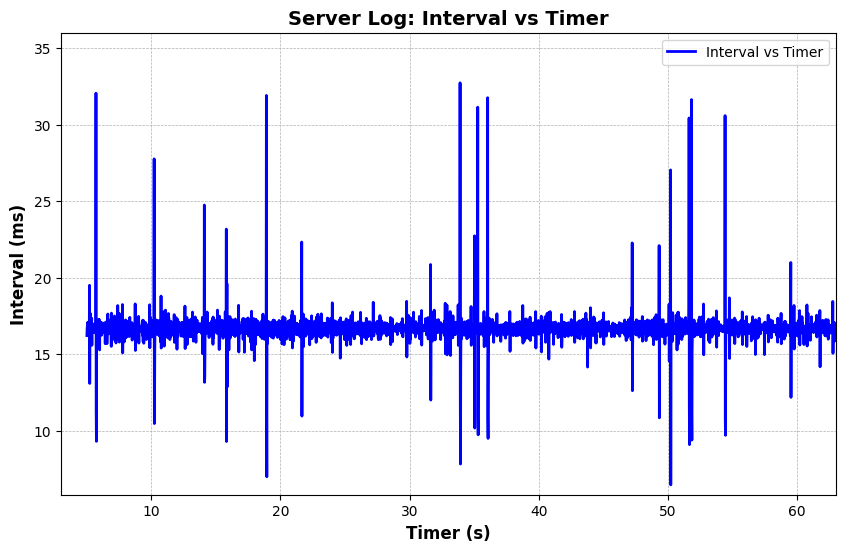 Server Log: Interval vs Timer
Interval vs Timer
35
30
25
20
15
10
Interval (ms)
10 20 30 40 50 60
Timer (s)